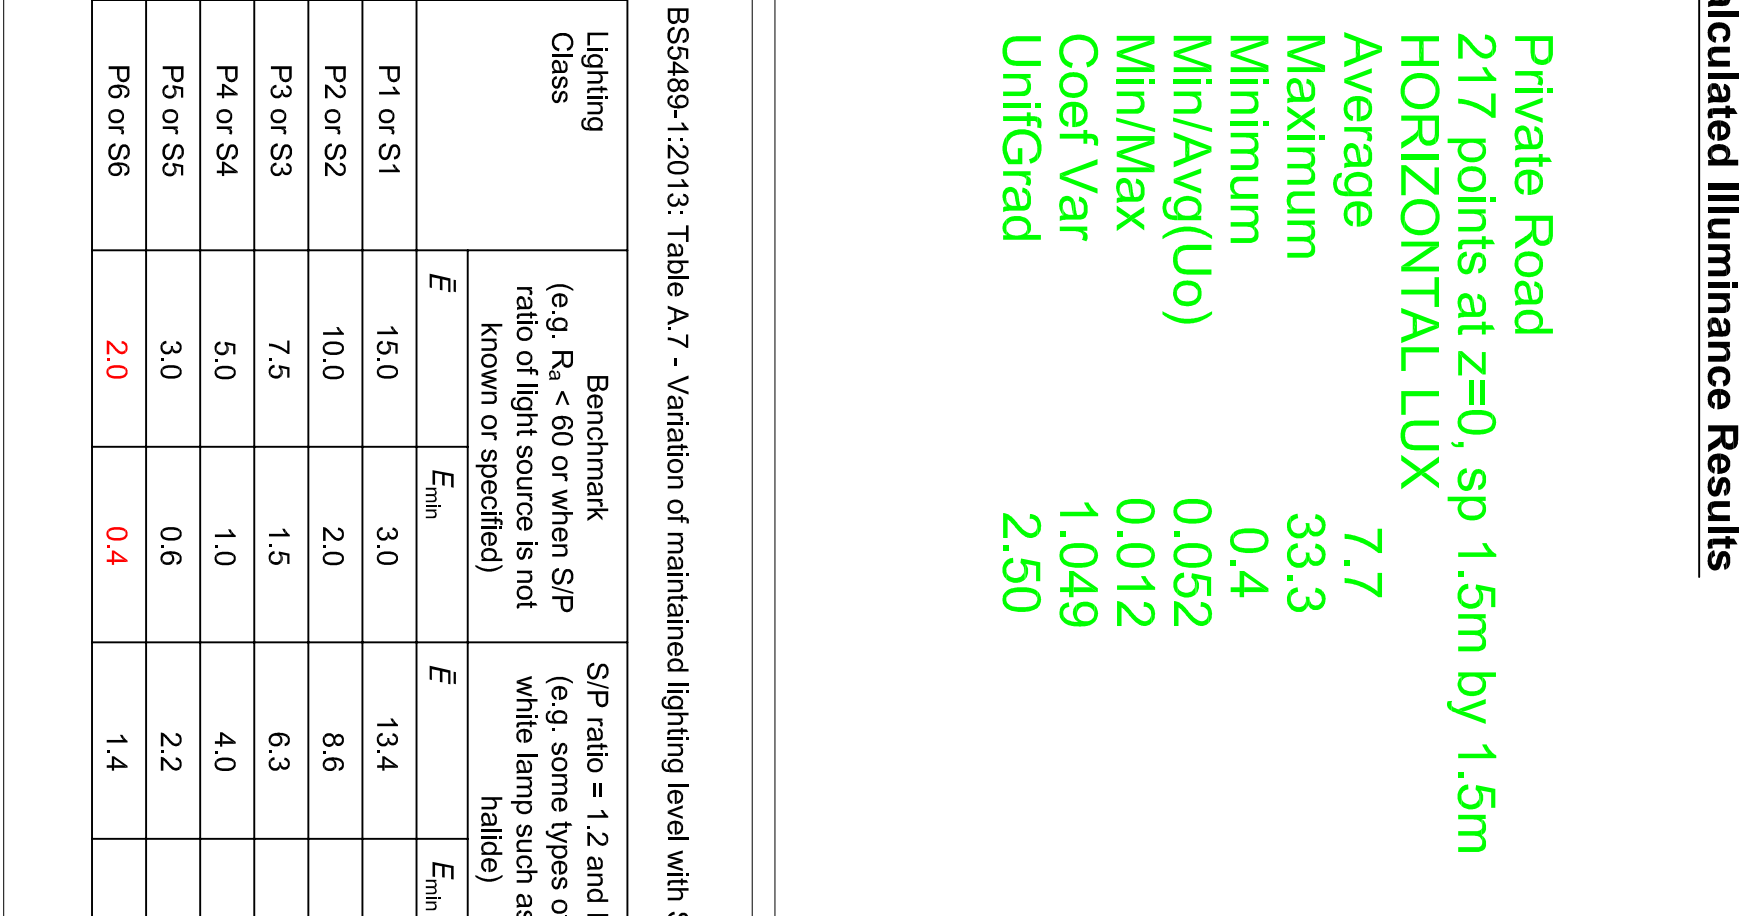 alculated Illuminance Results
Private Road
217 points at z=0, sp 1.5m by 1.5m
HORIZONTAL LUX
Average 7.7
Maximum 33.3
Minimum 0.4
Min/Avg(Uo) 0.052
Min/Max 0.012
Coef Var 1.049
UnifGrad 2.50
BS5489-1:2013: Table A.7 - Variation of maintained lighting level with S
Lighting
Class
Benchmark
(e.g. Ra < 60 or when S/P
ratio of light source is not
known or specified)
S/P ratio = 1.2 and
(e.g. some types o
white lamp such as
halide)
Ē Emin Ē Emin
P1 or S1 15.0 3.0 13.4
P2 or S2 10.0 2.0 8.6
P3 or S3 7.5 1.5 6.3
P4 or S4 5.0 1.0 4.0
P5 or S5 3.0 0.6 2.2
P6 or S6 2.0 0.4 1.4